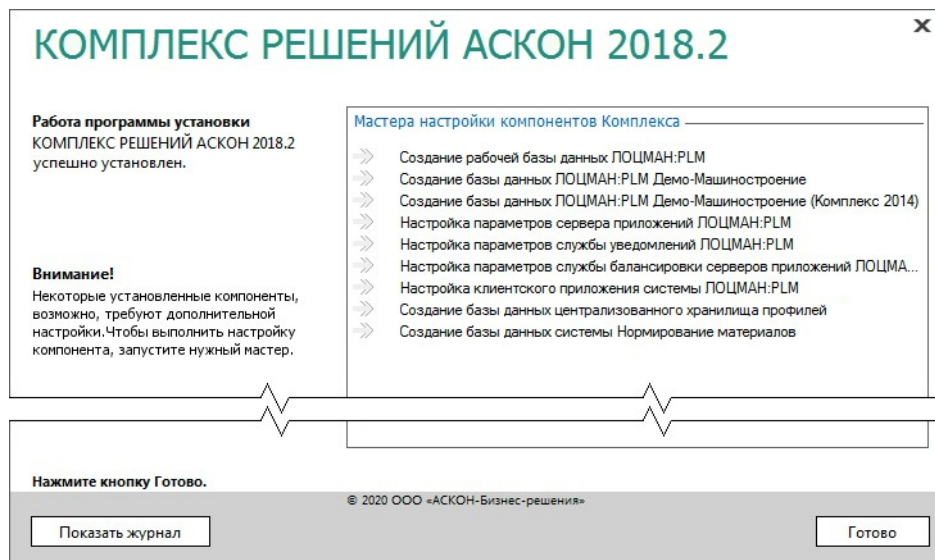 КОМПЛЕКС РЕШЕНИЙ АСКОН 2018.2
Работа программы установки
КОМПЛЕКС РЕШЕНИЙ АСКОН 2018.2
успешно установлен.
Внимание!
Некоторые установленные компоненты,
возможно, требуют дополнительной
настройки.Чтобы выполнить настройку
компонента, запустите нужный мастер.
Мастера настройки компонентов Комплекса
Создание рабочей базы данных ЛОЦМАН:PLM
Создание базы данных ЛОЦМАН:PLM Демо-Машиностроение
Создание базы данных ЛОЦМАН:PLM Демо-Машиностроение (Комплекс 2014)
Настройка параметров сервера приложений ЛОЦМАН:PLM
Настройка параметров службы уведомлений ЛОЦМАН:PLM
Настройка параметров службы балансировки серверов приложений ЛОЦМА...
Настройка клиентского приложения системы ЛОЦМАН:PLM
Создание базы данных централизованного хранилища профилей
Создание базы данных системы Нормирование материалов
Нажмите кнопку Готово.
© 2020 ООО «АСКОН-Бизнес-решения»
Показать журнал
Готово